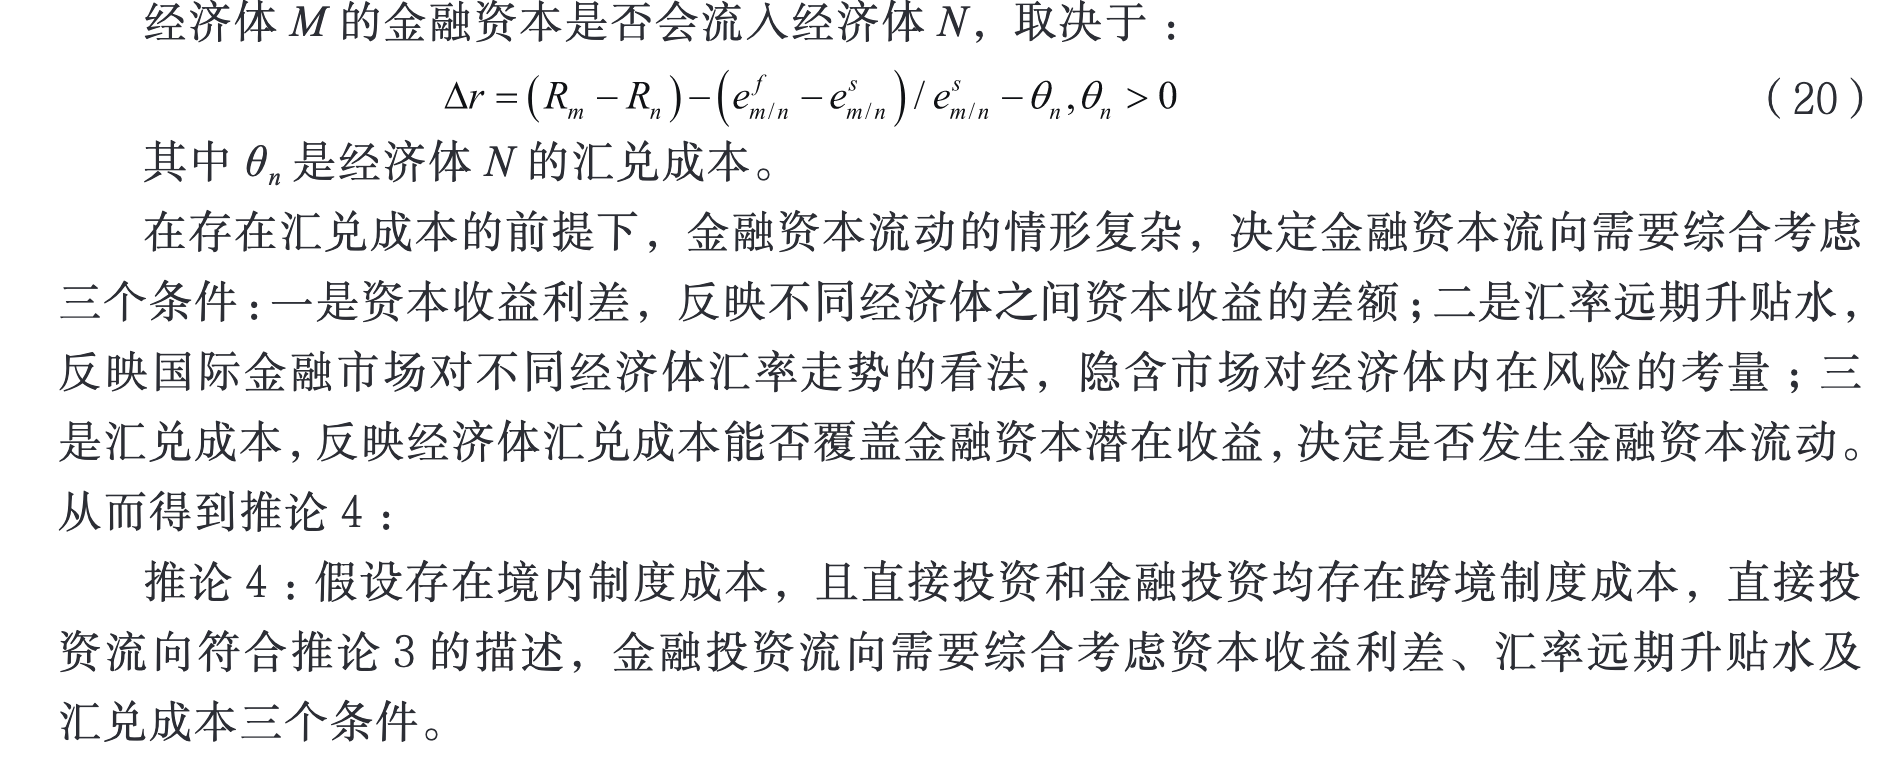 经济体 M 的金融资本是否会流入经济体 N，取决于：
Δr = (R_m − R_n) − (e^f_{m/n} − e^s_{m/n}) / e^s_{m/n} − θ_n, θ_n > 0 （20）
其中 θ_n 是经济体 N 的汇兑成本。
在存在汇兑成本的前提下，金融资本流动的情形复杂，决定金融资本流向需要综合考虑
三个条件：一是资本收益利差，反映不同经济体之间资本收益的差额；二是汇率远期升贴水，
反映国际金融市场对不同经济体汇率走势的看法，隐含市场对经济体内在风险的考量；三
是汇兑成本，反映经济体汇兑成本能否覆盖金融资本潜在收益，决定是否发生金融资本流动。
从而得到推论 4：
推论 4：假设存在境内制度成本，且直接投资和金融投资均存在跨境制度成本，直接投
资流向符合推论 3 的描述，金融投资流向需要综合考虑资本收益利差、汇率远期升贴水及
汇兑成本三个条件。